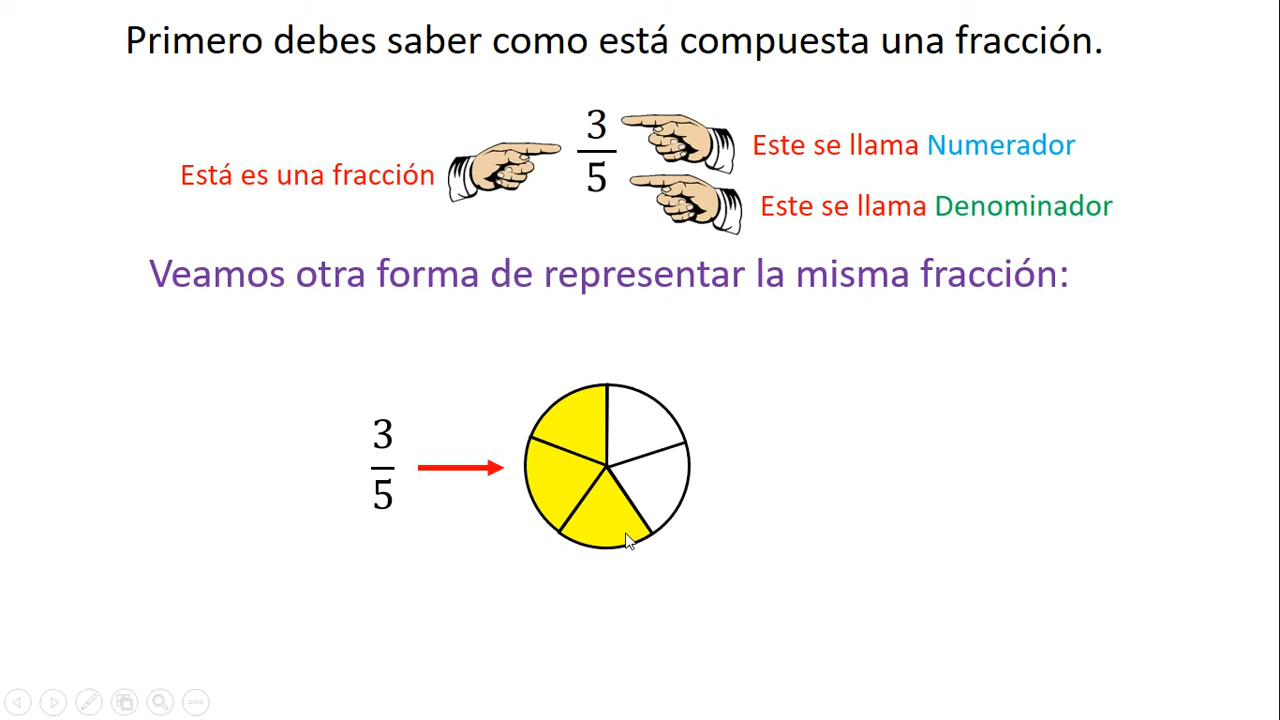 Primero debes saber como está compuesta una fracción.
Está es una fracción
3
5
Este se llama Numerador
Este se llama Denominador
Veamos otra forma de representar la misma fracción:
3
5